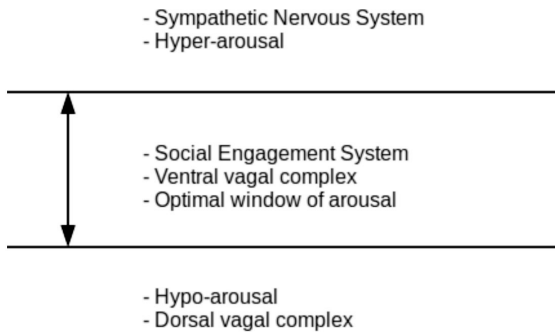 - Sympathetic Nervous System
- Hyper-arousal
- Social Engagement System
- Ventral vagal complex
- Optimal window of arousal
- Hypo-arousal
- Dorsal vagal complex